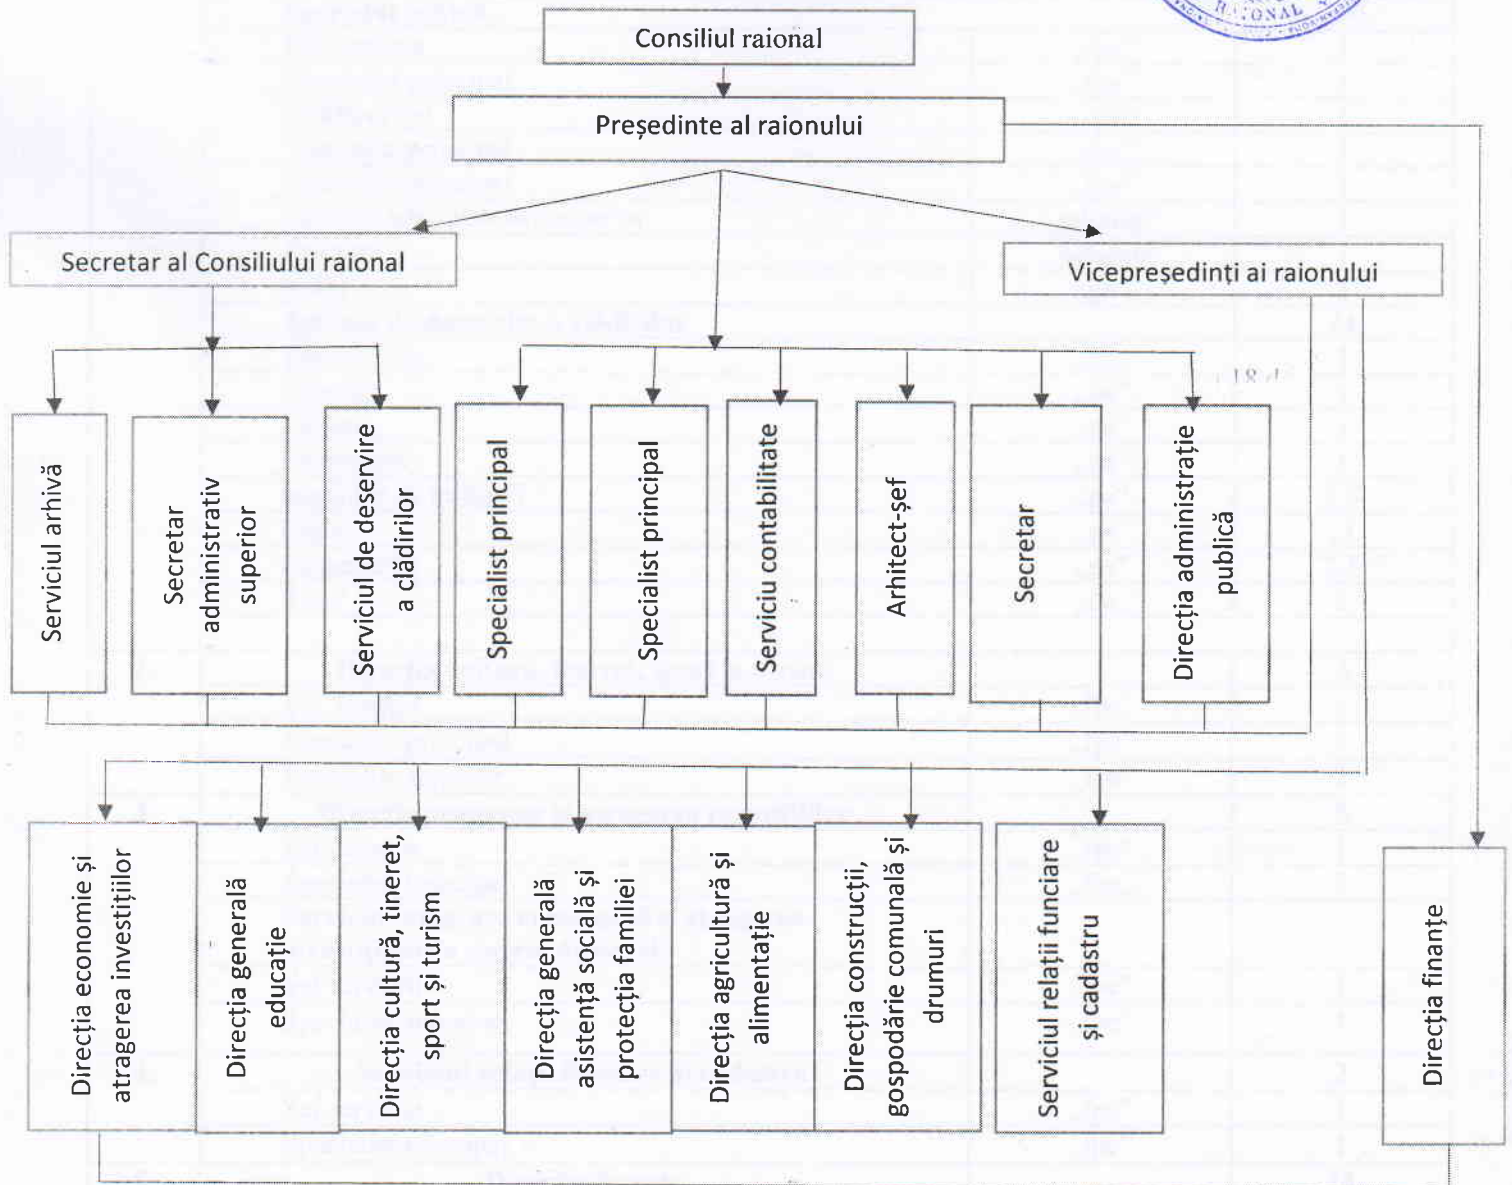 RAIONAL
Consiliul raional
Președinte al raionului
Secretar al Consiliului raional
Vicepreședinți ai raionului
Serviciul arhivă
Secretar
administrativ
superior
Serviciul de deservire
a clădirilor
Specialist principal
Specialist principal
Serviciu contabilitate
Arhitect-șef
Secretar
Direcția administrație
publică
Direcția economie și
atragerea investițiilor
Direcția generală
educație
Direcția cultură, tineret,
sport și turism
Direcția generală
asistență socială și
protecția familiei
Direcția agricultură și
alimentație
Direcția construcții,
gospodărie comunală și
drumuri
Serviciul relații funciare
și cadastru
Direcția finanțe